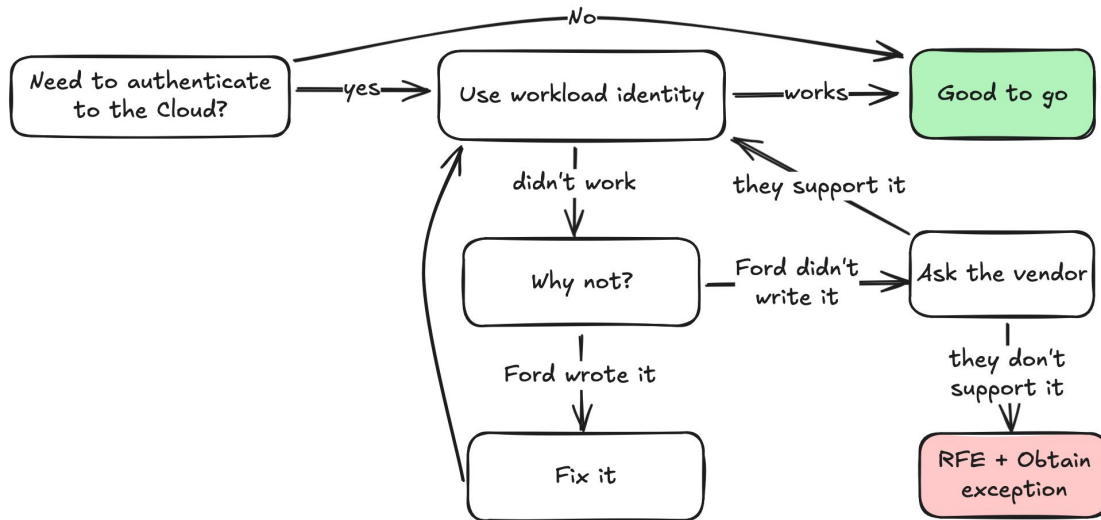 No
Need to authenticate
to the Cloud?
yes
Use workload identity
works
Good to go
didn't work
they support it
Why not?
Ford didn't
write it
Ask the vendor
Ford wrote it
they don't
support it
Fix it
RFE + Obtain
exception